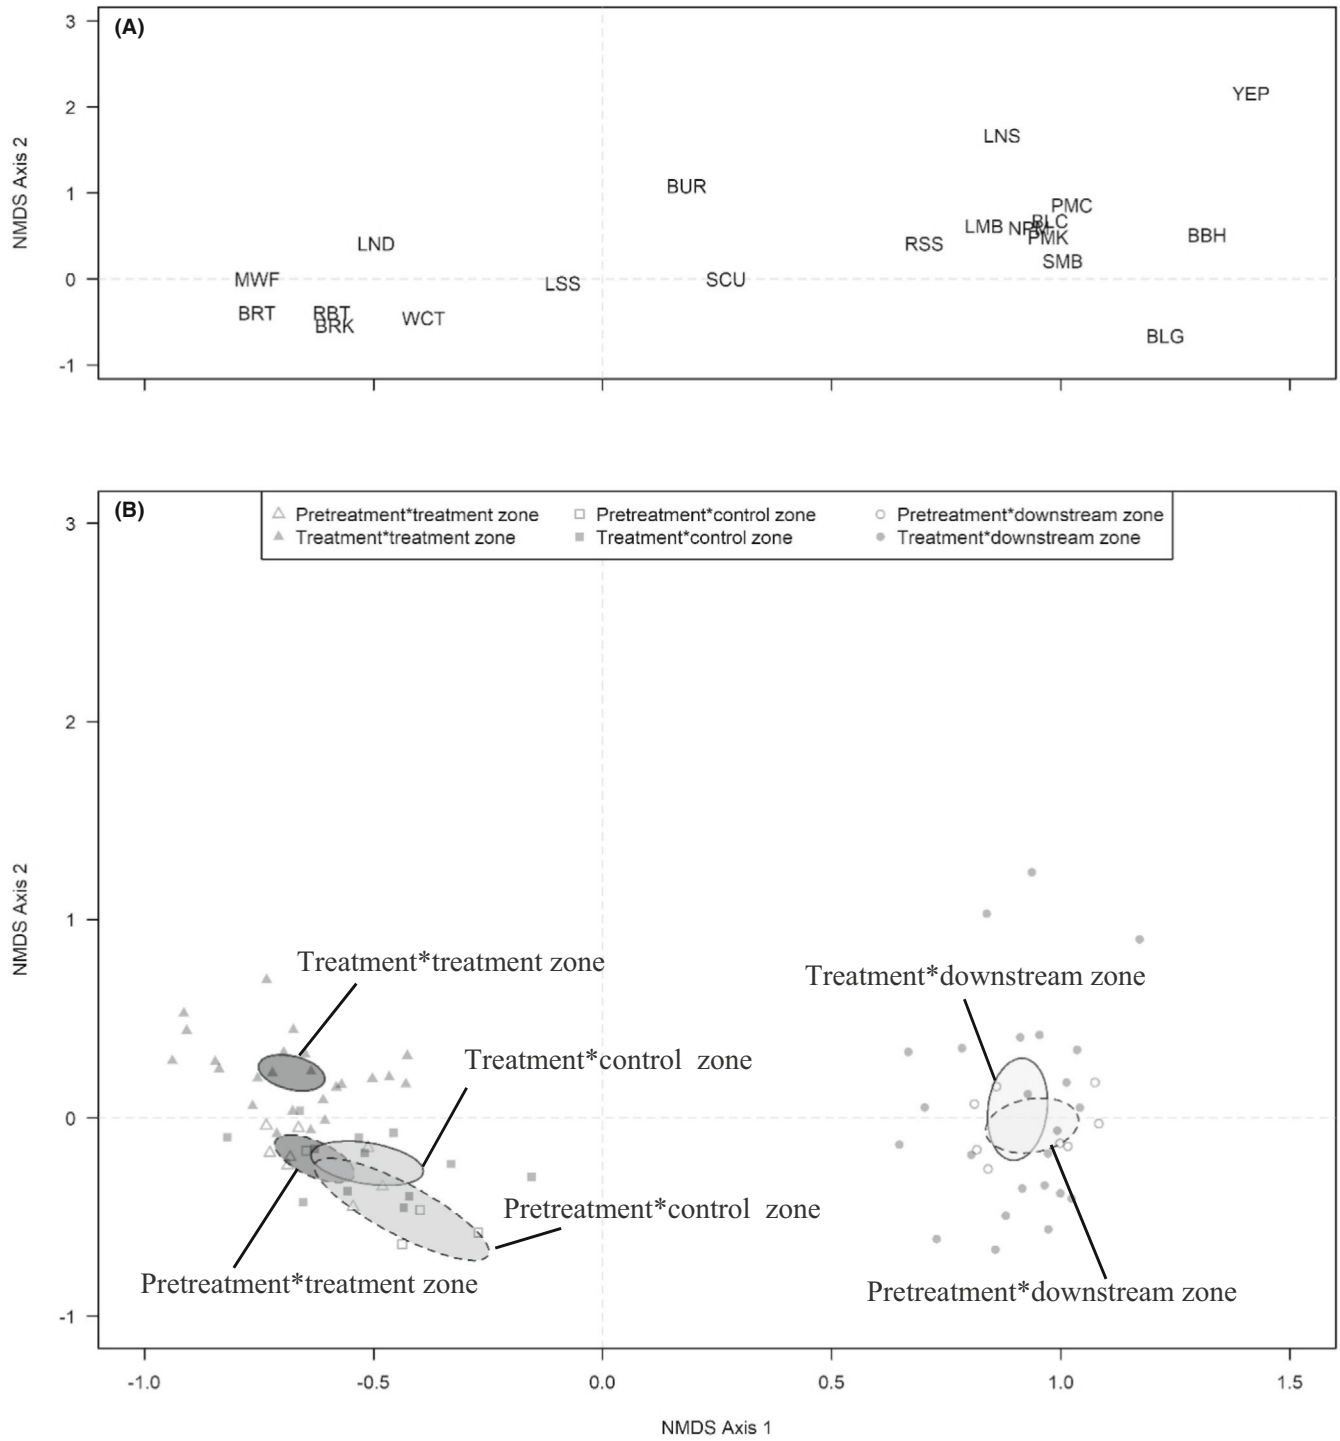 (A)
3
2
1
0
-1
NMDS Axis 2
YEP
LNS
BUR
PMC
BLC
LMB
NPM
PMK
RSS
BBH
LND
SMB
MWF
LSS
SCU
BRT
RBT
WCT
BRK
BLG
(B)
Pretreatment*treatment zone
Pretreatment*control zone
Pretreatment*downstream zone
Treatment*treatment zone
Treatment*control zone
Treatment*downstream zone
3
2
1
0
-1
NMDS Axis 2
Treatment*treatment zone
Treatment*downstream zone
Treatment*control zone
Pretreatment*control zone
Pretreatment*treatment zone
Pretreatment*downstream zone
-1.0
-0.5
0.0
0.5
1.0
1.5
NMDS Axis 1